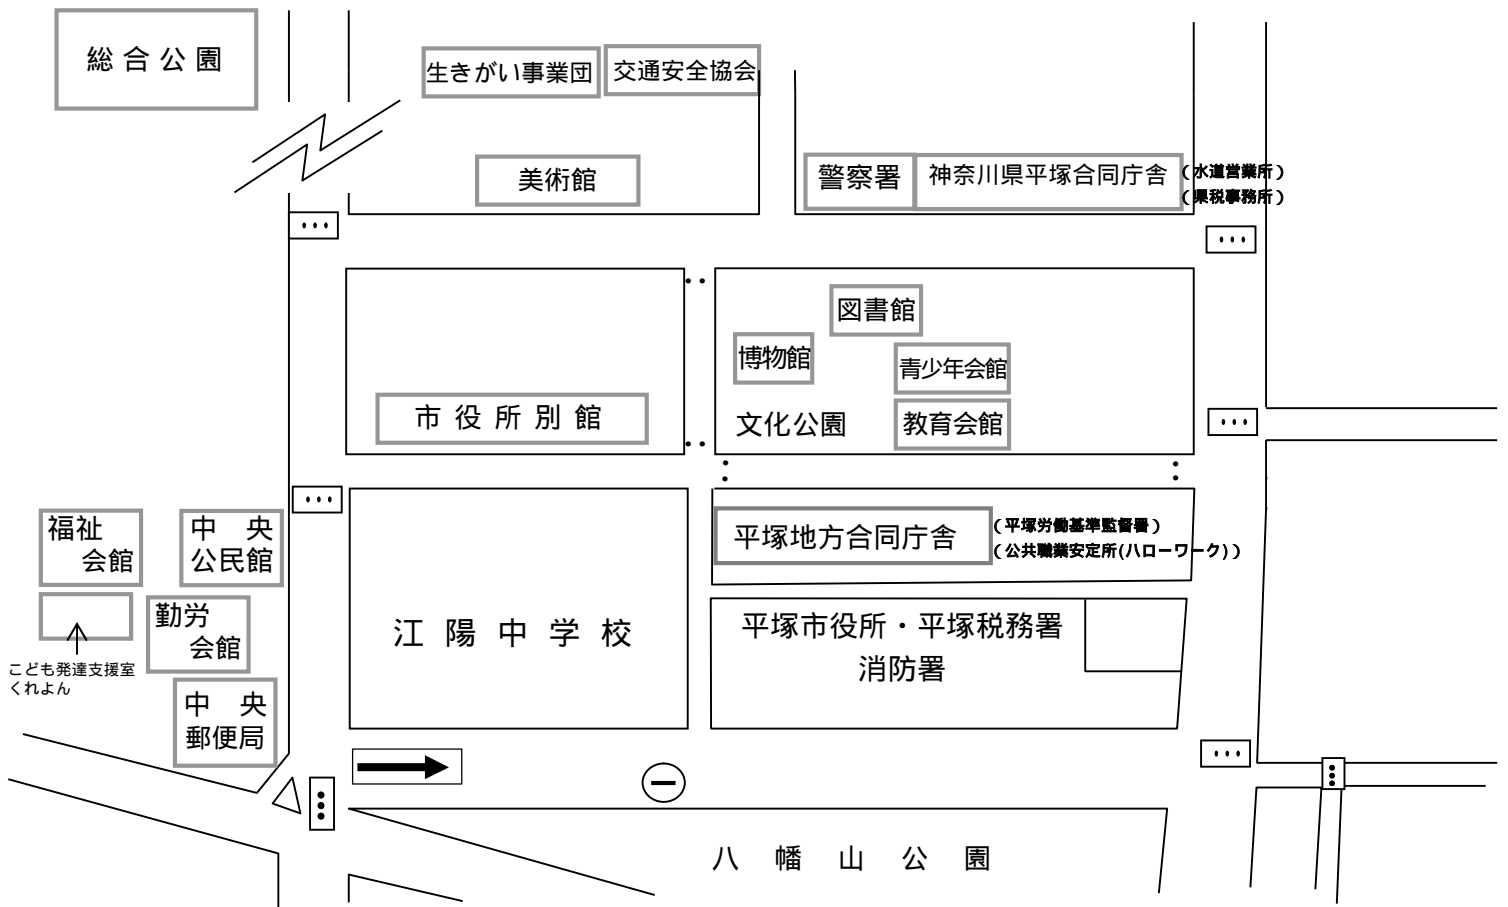 総合公園
生きがい事業団
交通安全協会
美術館
警察署
神奈川県平塚合同庁舎
(水道営業所)
(県税事務所)
図書館
博物館
青少年会館
市役所別館
文化公園
教育会館
福祉
会館
中央
公民館
平塚地方合同庁舎
(平塚労働基準監督署)
(公共職業安定所(ハローワーク))
勤労
会館
江陽中学校
平塚市役所・平塚税務署
消防署
こども発達支援室
くれよん
中央
郵便局
八幡山公園